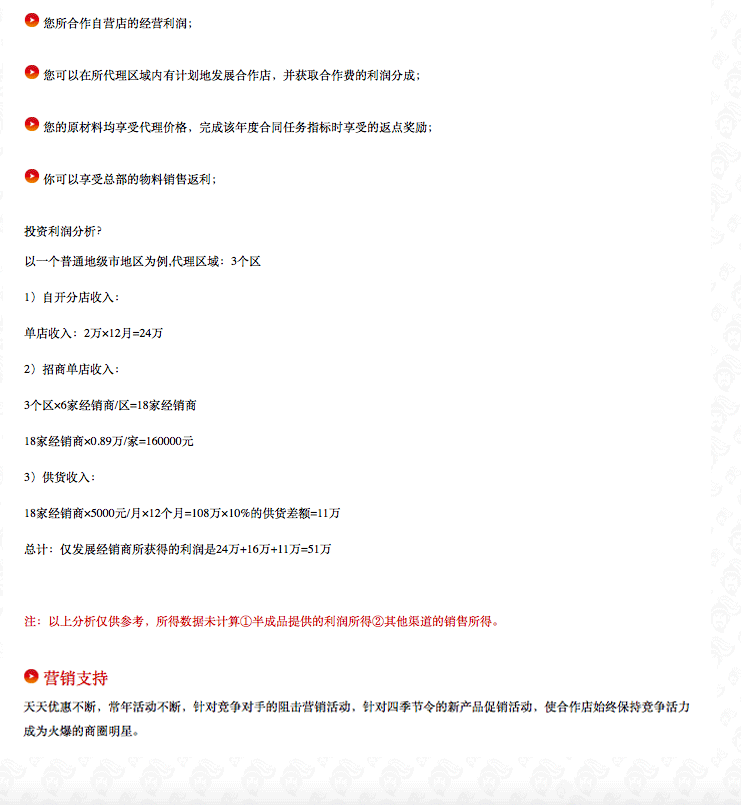 您所合作自营店的经营利润；
您可以在所代理区域内有计划地发展合作店，并获取合作费的利润分成；
您的原材料均享受代理价格，完成该年度合同任务指标时享受的返点奖励；
你可以享受总部的物料销售返利；
投资利润分析?
以一个普通地级市地区为例,代理区域：3个区
1）自开分店收入：
单店收入：2万×12月=24万
2）招商单店收入：
3个区×6家经销商/区=18家经销商
18家经销商×0.89万/家=160000元
3）供货收入：
18家经销商×5000元/月×12个月=108万×10%的供货差额=11万
总计：仅发展经销商所获得的利润是24万+16万+11万=51万
注：以上分析仅供参考，所得数据未计算①半成品提供的利润所得②其他渠道的销售所得。
营销支持
天天优惠不断，常年活动不断，针对竞争对手的阻击营销活动，针对四季节令的新产品促销活动，使合作店始终保持竞争活力
成为火爆的商圈明星。